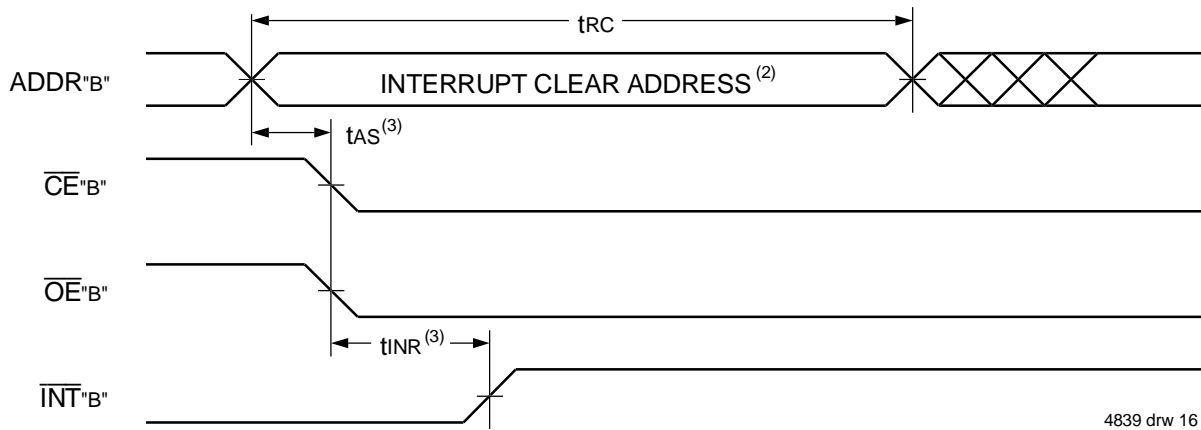 tRC
ADDR"B"
INTERRUPT CLEAR ADDRESS(2)
tAS(3)
CE"B"
OE"B"
tINR(3)
INT"B"
4839 drw 16